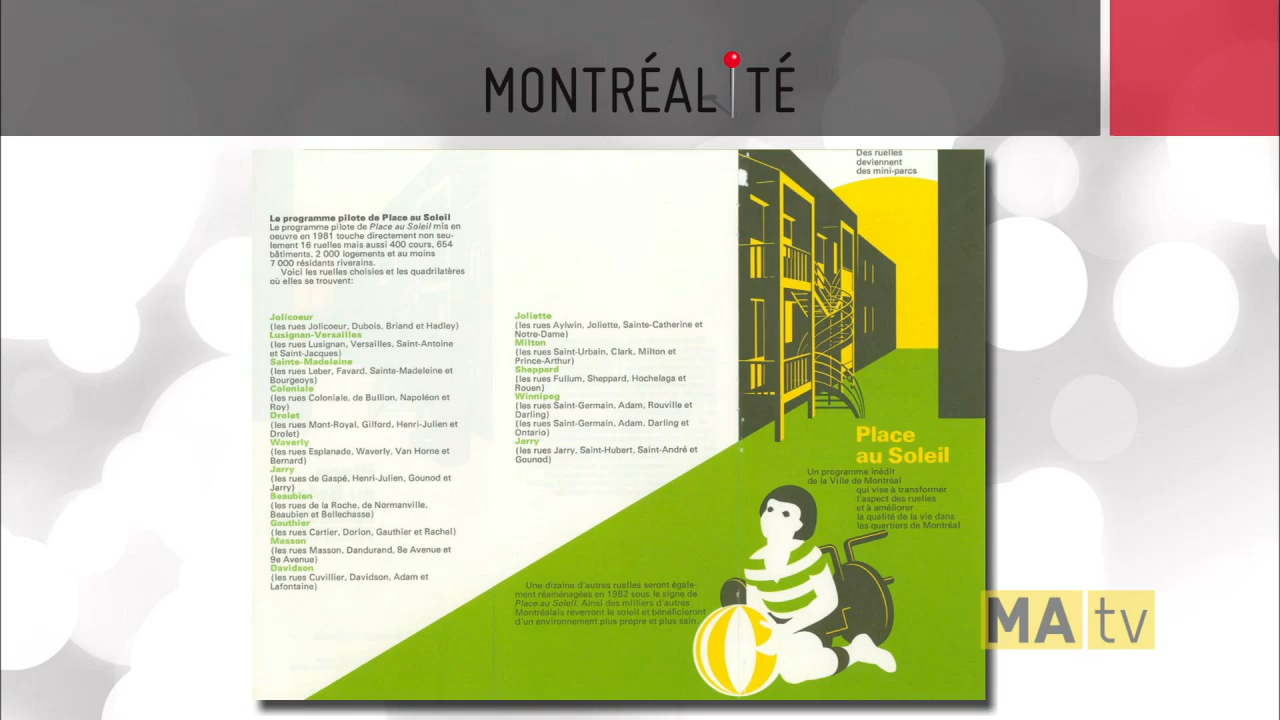 MONTRÉALITÉ
Le programme pilote de Place au Soleil
Le programme pilote de Place au Soleil mis en
oeuvre en 1981 touche directement non seu-
lement 16 ruelles mais aussi 400 cours, 654
bâtiments, 2 000 logements et au moins
7 000 résidants riverains.
Voici les ruelles choisies et les quadrilatères
où elles se trouvent:
Jolicoeur
(les rues Jolicoeur, Dubois, Briand et Hadley)
Lusignan-Versailles
(les rues Lusignan, Versailles, Saint-Antoine
et Saint-Jacques)
Sainte-Madeleine
(les rues Leber, Favard, Sainte-Madeleine et
Bourgeoys)
Coloniale
(les rues Coloniale, de Bullion, Napoléon et
Roy)
Drolet
(les rues Mont-Royal, Gilford, Henri-Julien et
Drolet)
Waverly
(les rues Esplanade, Waverly, Van Horne et
Bernard)
Jarry
(les rues de Gaspé, Henri-Julien, Gounod et
Jarry)
Beaubien
(les rues de la Roche, de Normanville,
Beaubien et Bellechasse)
Gauthier
(les rues Cartier, Dorion, Gauthier et Rachel)
Masson
(les rues Masson, Dandurand, 8e Avenue et
9e Avenue)
Davidson
(les rues Cuvillier, Davidson, Adam et
Lafontaine)
Joliette
(les rues Aylwin, Joliette, Sainte-Catherine et
Notre-Dame)
Milton
(les rues Saint-Urbain, Clark, Milton et
Prince-Arthur)
Sheppard
(les rues Fullum, Sheppard, Hochelaga et
Rouen)
Winnipeg
(les rues Saint-Germain, Adam, Rouville et
Darling)
(les rues Saint-Germain, Adam, Darling et
Ontario)
Jarry
(les rues Jarry, Saint-Hubert, Saint-André et
Gounod)
Une dizaine d'autres ruelles seront égale-
ment réaménagées en 1982 sous le signe de
Place au Soleil. Ainsi des milliers d'autres
Montréalais reverront le soleil et bénéficieront
d'un environnement plus propre et plus sain.
Des ruelles
deviennent
des mini-parcs
Place
au Soleil
Un programme inédit
de la Ville de Montréal
qui vise à transformer
l'aspect des ruelles
et à améliorer
la qualité de la vie dans
les quartiers de Montréal
MAtv